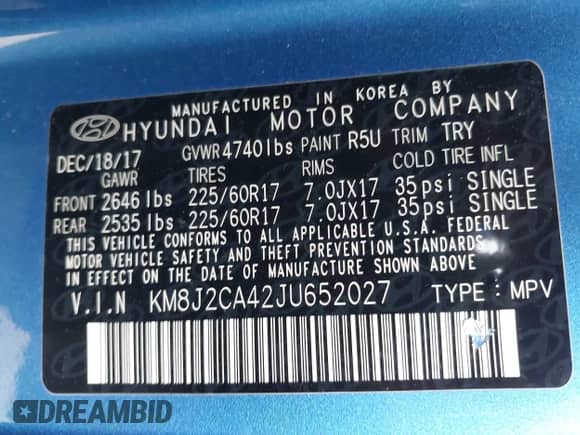 MANUFACTURED IN KOREA BY
HYUNDAI MOTOR COMPANY
DEC/18/17 GVWR 4740lbs PAINT R5U TRIM TRY
GAWR TIRES RIMS COLD TIRE INFL
FRONT 2646 lbs 225/60R17 7.0JX17 35psi SINGLE
REAR 2535 lbs 225/60R17 7.0JX17 35psi SINGLE
THIS VEHICLE CONFORMS TO ALL APPLICABLE U.S.A. FEDERAL
MOTOR VEHICLE SAFETY AND THEFT PREVENTION STANDARDS
IN EFFECT ON THE DATE OF MANUFACTURE SHOWN ABOVE.
V.I.N KM8J2CA42JU652027 TYPE : MPV
DREAMBID